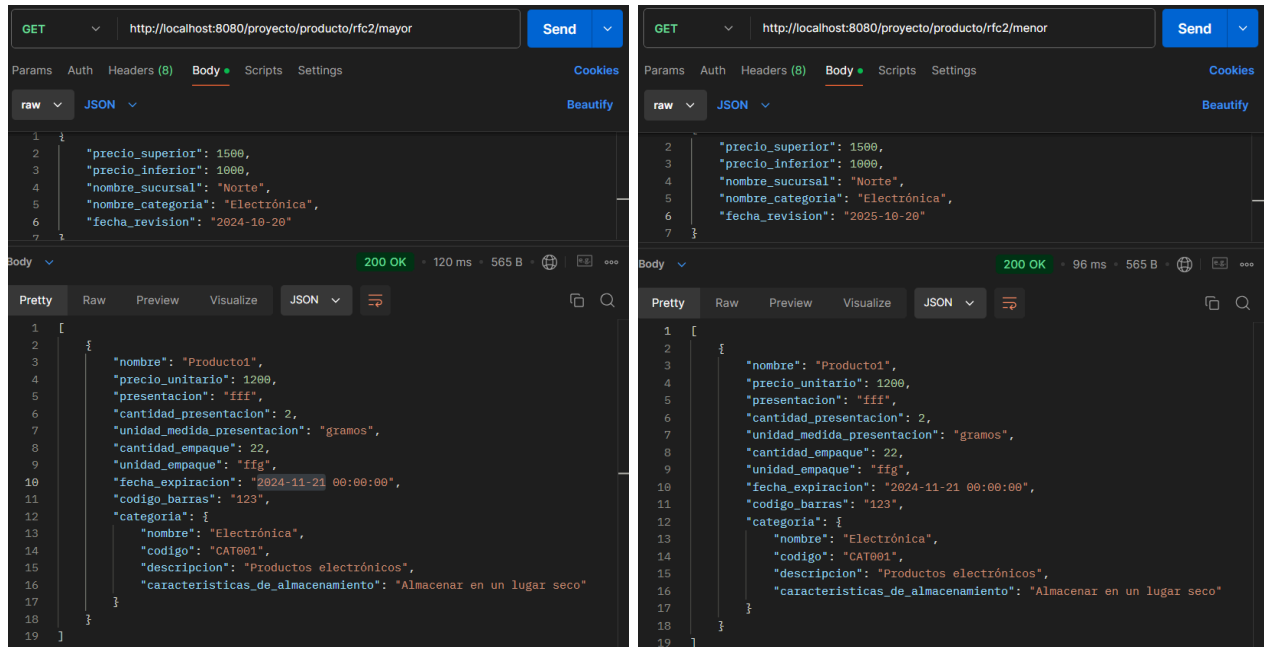 GET http://localhost:8080/proyecto/producto/rfc2/mayor Send
Params Auth Headers (8) Body Scripts Settings Cookies
raw JSON Beautify
1 {
2 "precio_superior": 1500,
3 "precio_inferior": 1000,
4 "nombre_sucursal": "Norte",
5 "nombre_categoria": "Electrónica",
6 "fecha_revision": "2024-10-20"
7 }
Body 200 OK 120 ms 565 B e.g.
Pretty Raw Preview Visualize JSON
1 [
2 {
3 "nombre": "Producto1",
4 "precio_unitario": 1200,
5 "presentacion": "fff",
6 "cantidad_presentacion": 2,
7 "unidad_medida_presentacion": "gramos",
8 "cantidad_empaque": 22,
9 "unidad_empaque": "ffg",
10 "fecha_expiracion": "2024-11-21 00:00:00",
11 "codigo_barras": "123",
12 "categoria": {
13 "nombre": "Electrónica",
14 "codigo": "CAT001",
15 "descripcion": "Productos electrónicos",
16 "caracteristicas_de_almacenamiento": "Almacenar en un lugar seco"
17 }
18 }
19 ]
GET http://localhost:8080/proyecto/producto/rfc2/menor Send
Params Auth Headers (8) Body Scripts Settings Cookies
raw JSON Beautify
2 "precio_superior": 1500,
3 "precio_inferior": 1000,
4 "nombre_sucursal": "Norte",
5 "nombre_categoria": "Electrónica",
6 "fecha_revision": "2025-10-20"
7 }
Body 200 OK 96 ms 565 B e.g.
Pretty Raw Preview Visualize JSON
1 [
2 {
3 "nombre": "Producto1",
4 "precio_unitario": 1200,
5 "presentacion": "fff",
6 "cantidad_presentacion": 2,
7 "unidad_medida_presentacion": "gramos",
8 "cantidad_empaque": 22,
9 "unidad_empaque": "ffg",
10 "fecha_expiracion": "2024-11-21 00:00:00",
11 "codigo_barras": "123",
12 "categoria": {
13 "nombre": "Electrónica",
14 "codigo": "CAT001",
15 "descripcion": "Productos electrónicos",
16 "caracteristicas_de_almacenamiento": "Almacenar en un lugar seco"
17 }
18 }
19 ]